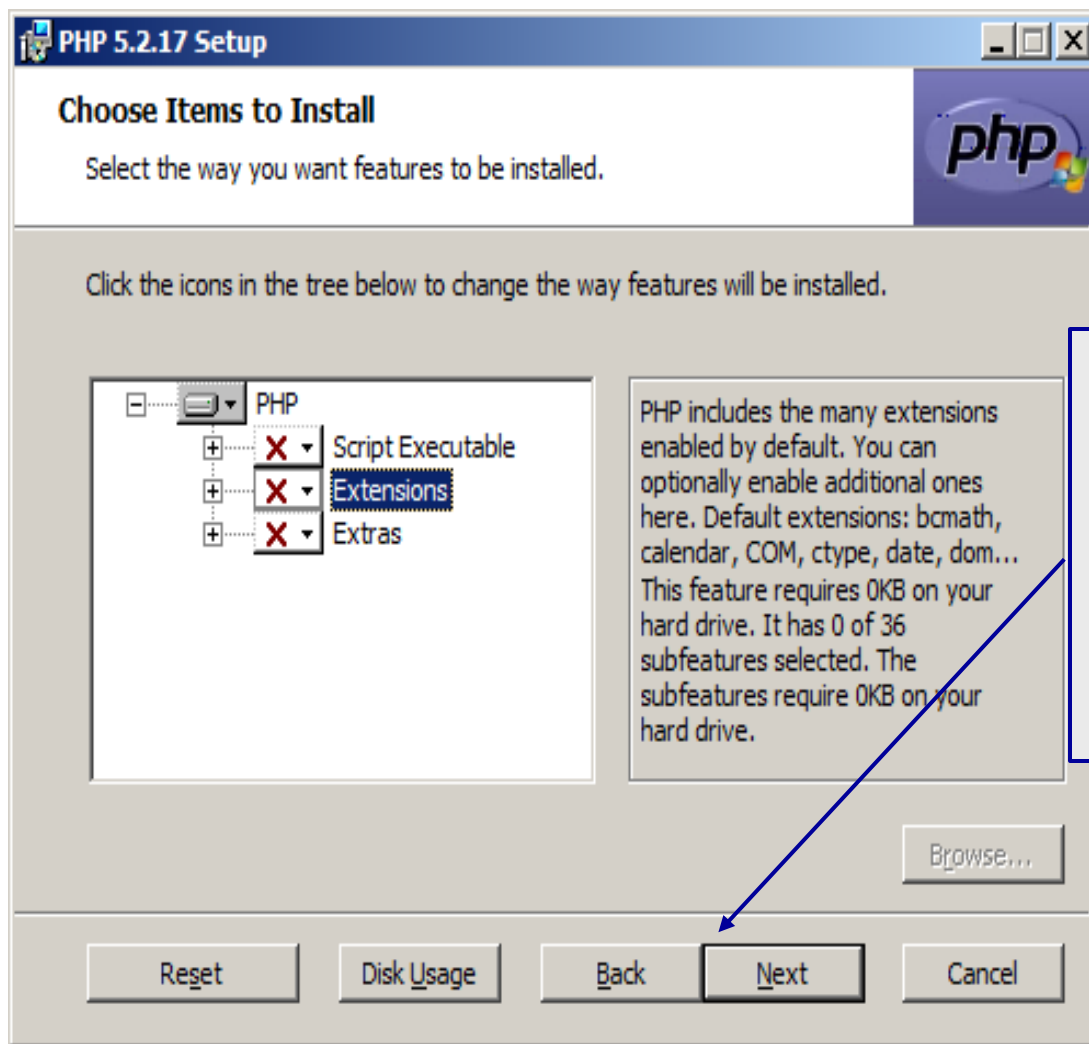 PHP 5.2.17 Setup
Choose Items to Install
Select the way you want features to be installed.
php
Click the icons in the tree below to change the way features will be installed.
PHP
Script Executable
Extensions
Extras
PHP includes the many extensions
enabled by default. You can
optionally enable additional ones
here. Default extensions: bcmath,
calendar, COM, ctype, date, dom...
This feature requires 0KB on your
hard drive. It has 0 of 36
subfeatures selected. The
subfeatures require 0KB on your
hard drive.
Browse...
Reset
Disk Usage
Back
Next
Cancel